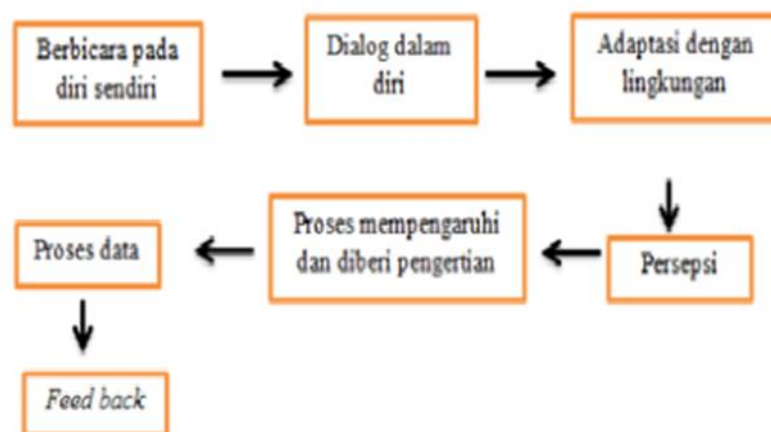 Berbicara pada
diri sendiri
Dialog dalam
diri
Adaptasi dengan
lingkungan
Persepsi
Proses mempengaruhi
dan diberi pengertian
Proses data
Feed back